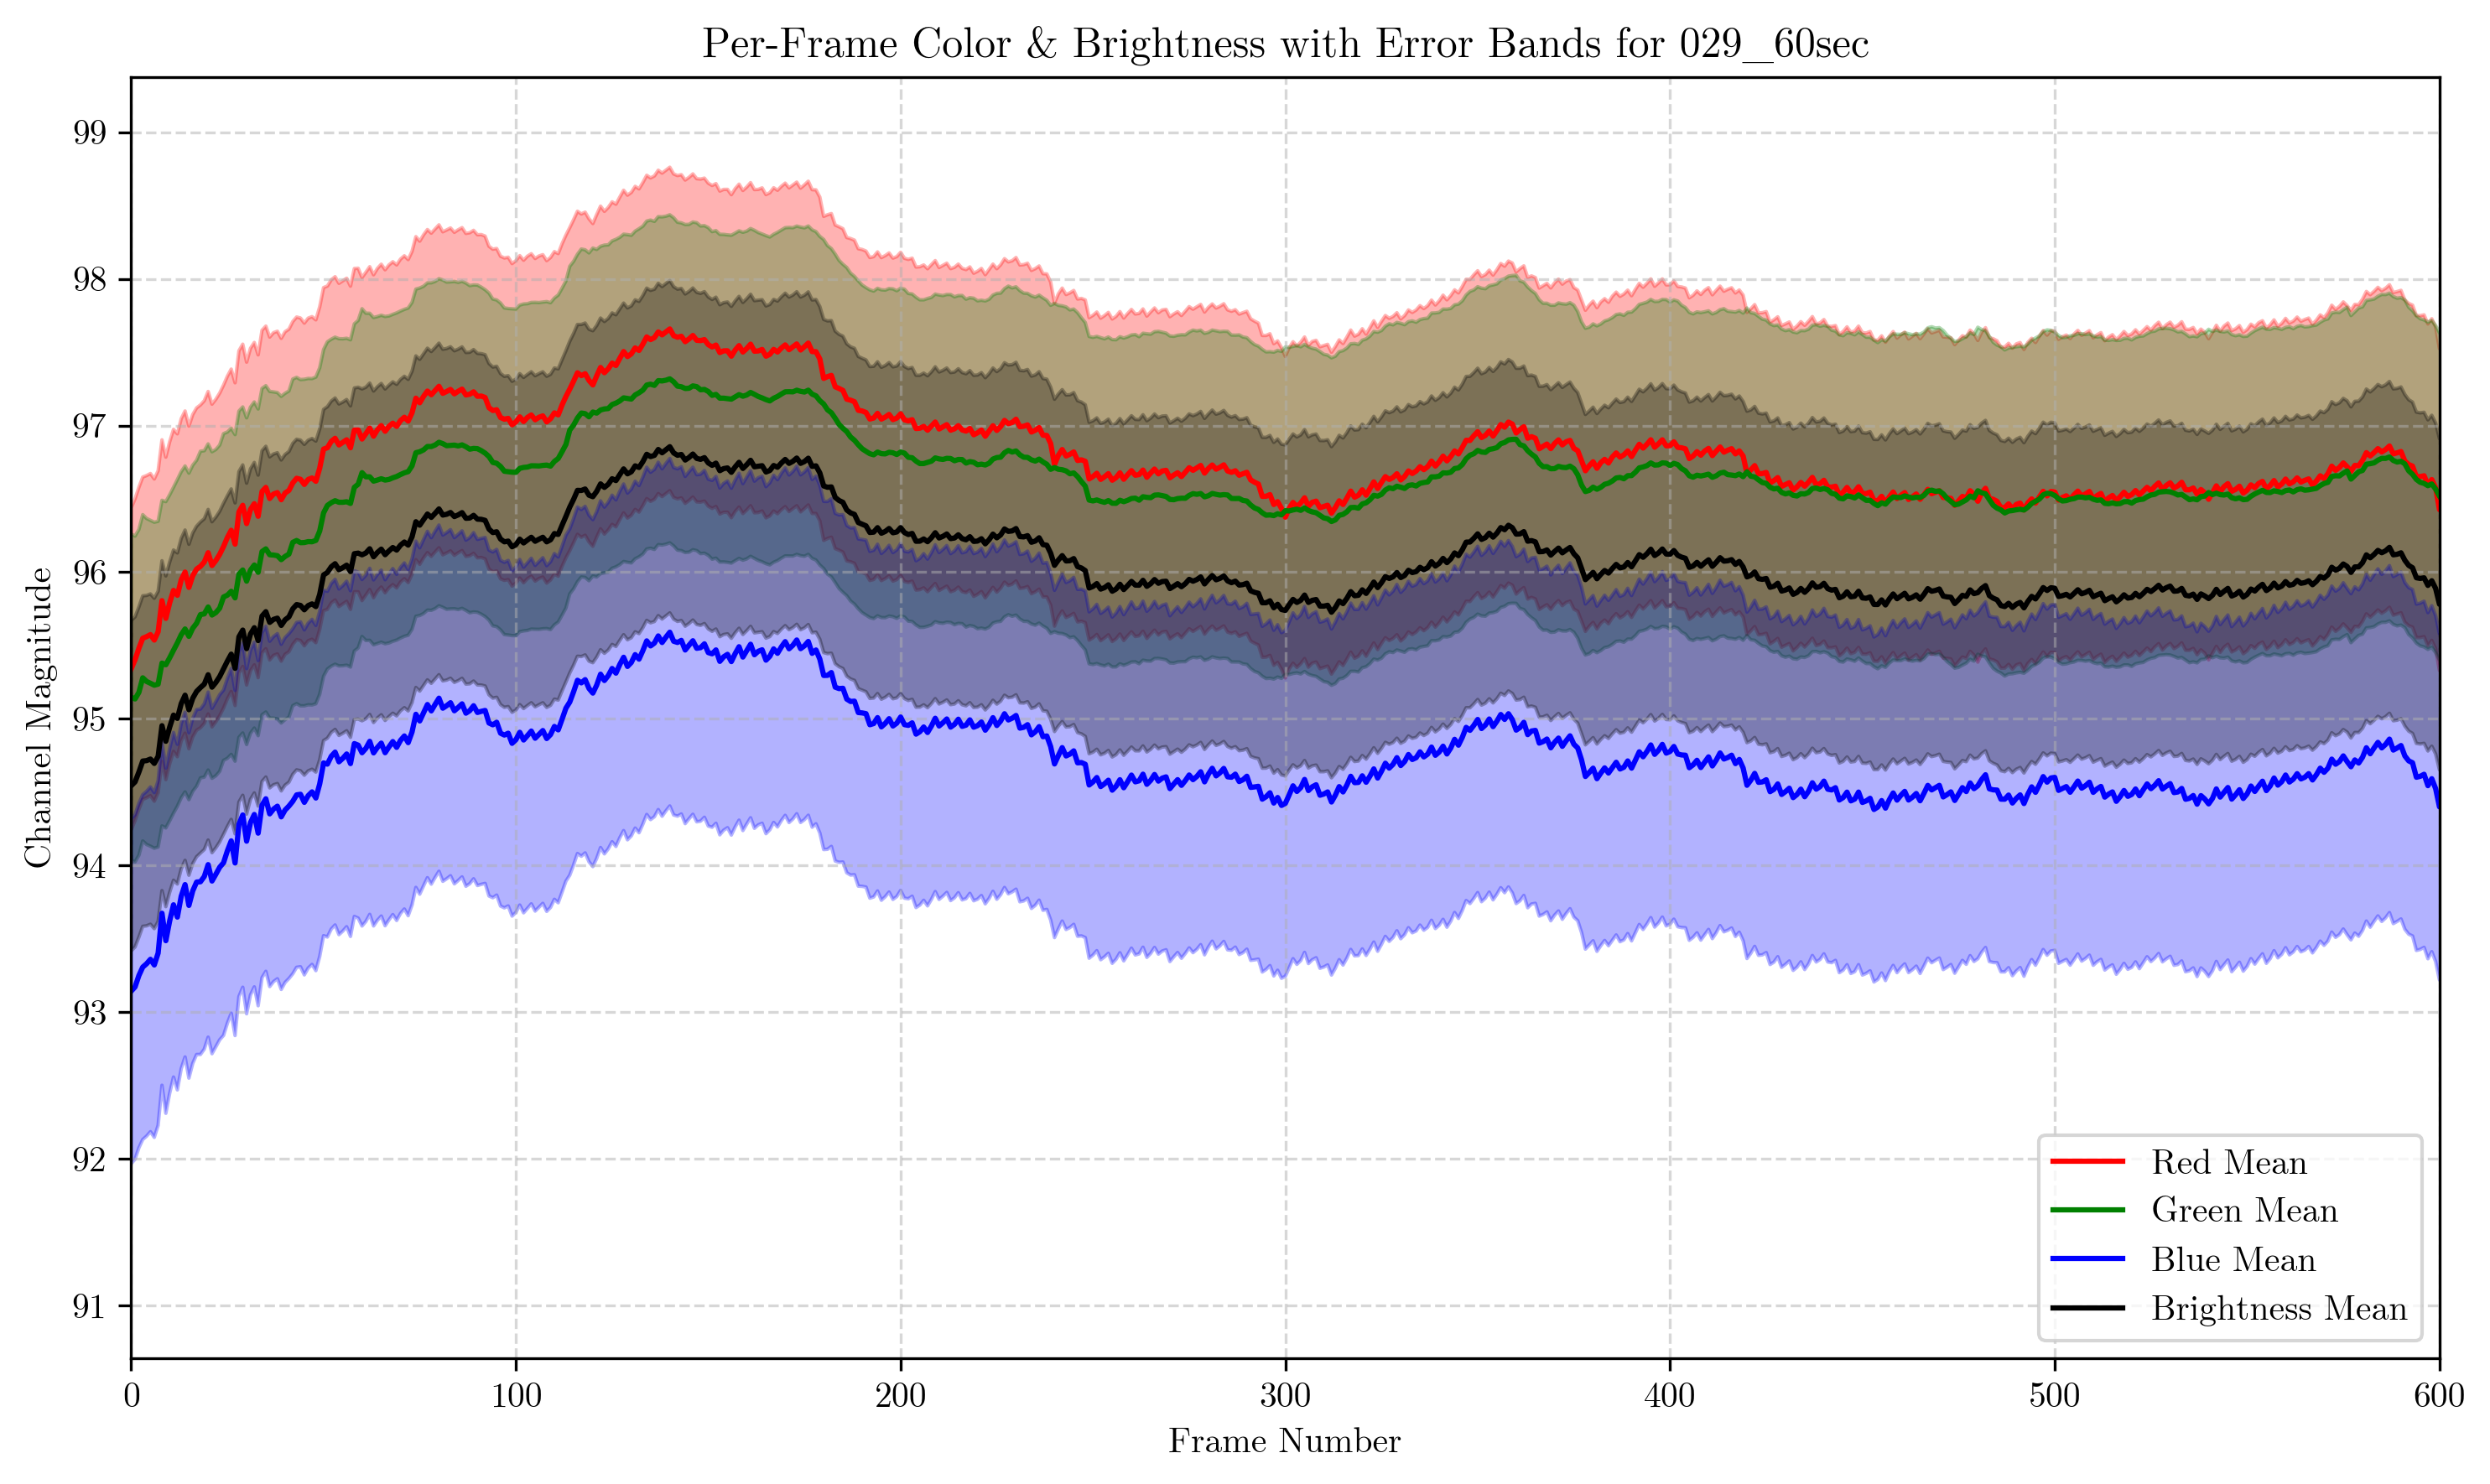 Per-Frame Color & Brightness with Error Bands for 029_60sec
Channel Magnitude
99
98
97
96
95
94
93
92
91
0 100 200 300 400 500 600
Frame Number
Red Mean
Green Mean
Blue Mean
Brightness Mean